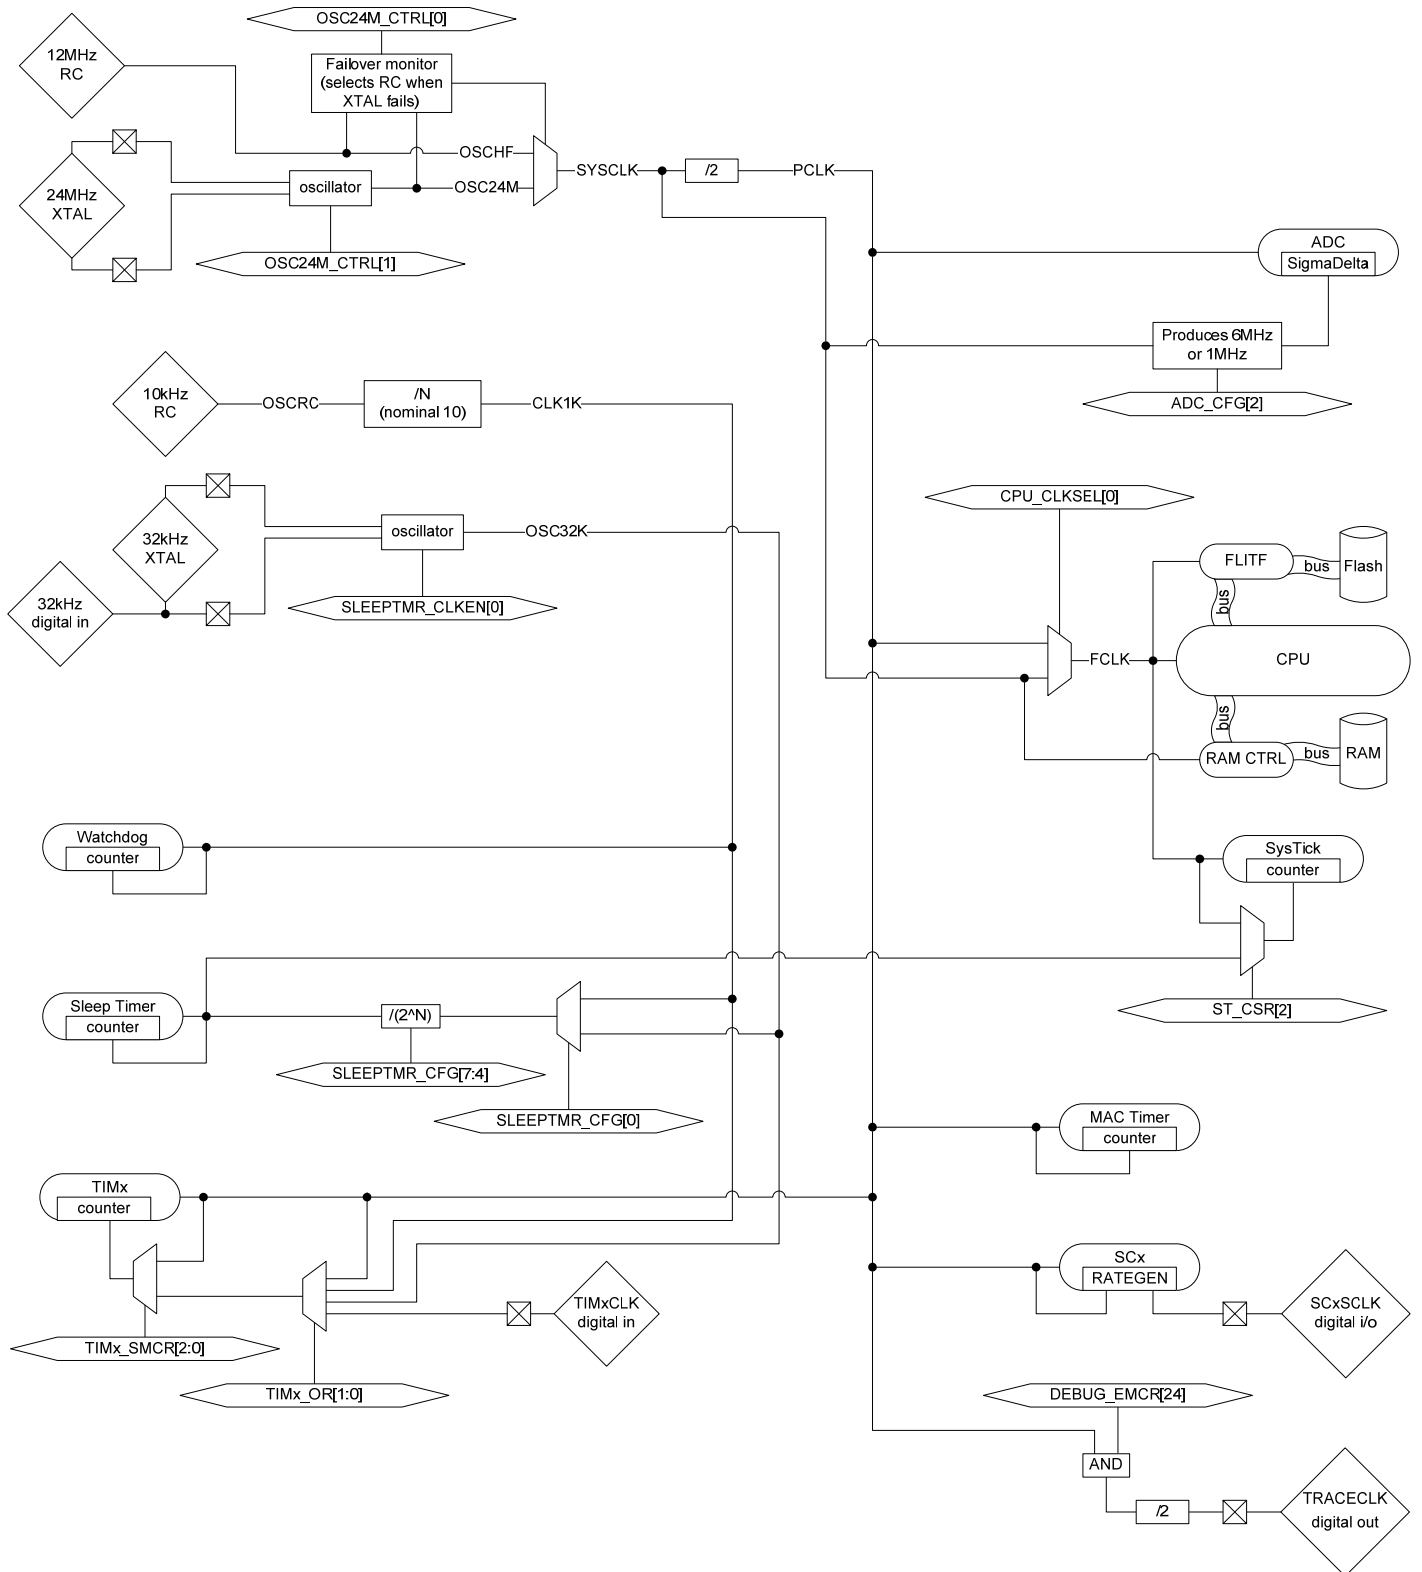 OSC24M_CTRL[0]
12MHz
RC
Failover monitor
(selects RC when
XTAL fails)
OSCHF
SYSCLK
/2
PCLK
24MHz
XTAL
oscillator
OSC24M
OSC24M_CTRL[1]
ADC
SigmaDelta
Produces 6MHz
or 1MHz
ADC_CFG[2]
10kHz
RC
OSCRC
/N
(nominal 10)
CLK1K
CPU_CLKSEL[0]
32kHz
XTAL
oscillator
OSC32K
SLEEPTMR_CLKEN[0]
32kHz
digital in
FLITF
bus
Flash
bus
FCLK
CPU
bus
RAM CTRL
bus
RAM
Watchdog
counter
SysTick
counter
ST_CSR[2]
Sleep Timer
counter
/(2^N)
SLEEPTMR_CFG[7:4]
SLEEPTMR_CFG[0]
MAC Timer
counter
TIMx
counter
TIMx_SMCR[2:0]
TIMx_OR[1:0]
TIMxCLK
digital in
SCx
RATEGEN
SCxSCLK
digital i/o
DEBUG_EMCR[24]
AND
/2
TRACECLK
digital out